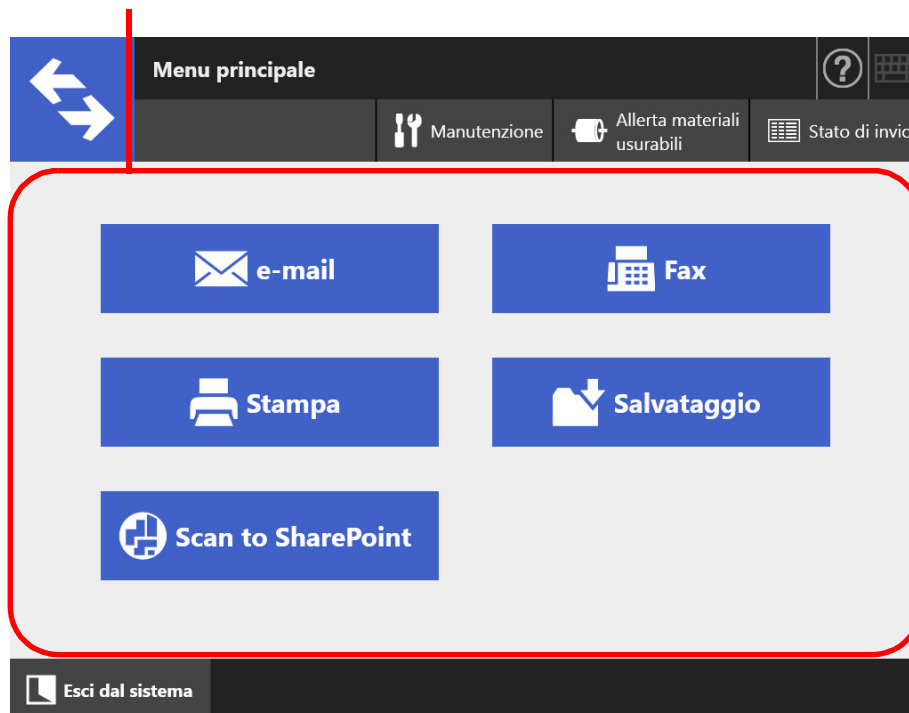 Menu principale
Manutenzione
Allerta materiali
usurabili
Stato di invio
e-mail
Fax
Stampa
Salvataggio
Scan to SharePoint
Esci dal sistema